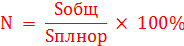 N = Sобщ / Sплнор × 100%